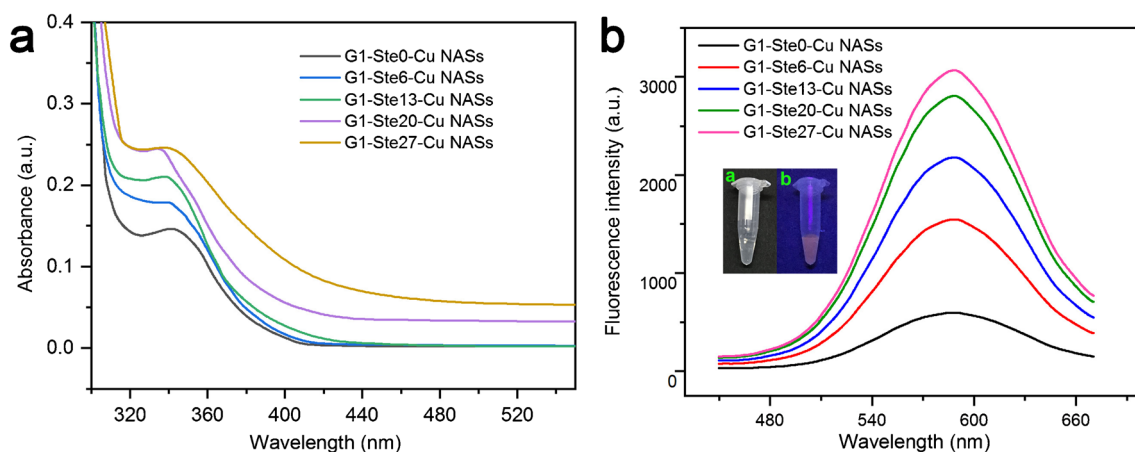 a
0.4
0.3
0.2
0.1
0.0
Absorbance (a.u.)
G1-Ste0-Cu NASs
G1-Ste6-Cu NASs
G1-Ste13-Cu NASs
G1-Ste20-Cu NASs
G1-Ste27-Cu NASs
320 360 400 440 480 520
Wavelength (nm)
b
3000
2000
1000
0
Fluorescence intensity (a.u.)
G1-Ste0-Cu NASs
G1-Ste6-Cu NASs
G1-Ste13-Cu NASs
G1-Ste20-Cu NASs
G1-Ste27-Cu NASs
a b
480 540 600 660
Wavelength (nm)